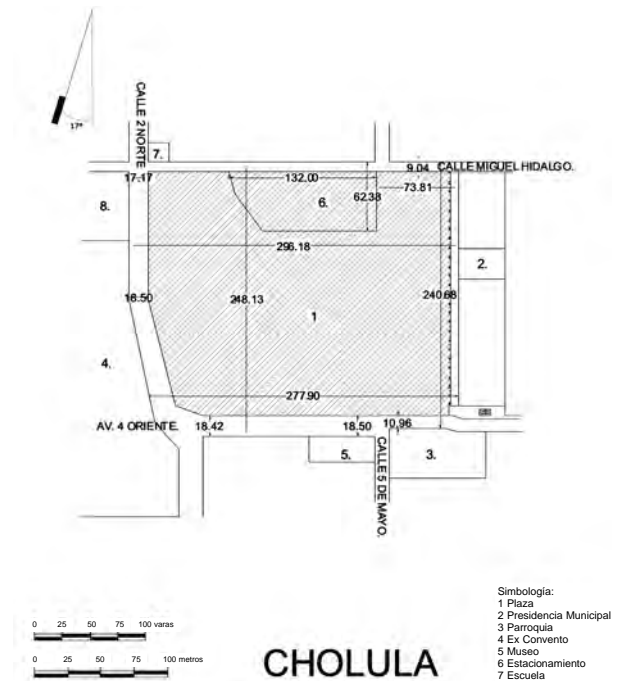 17°
CALLE 2 NORTE
7.
9.04 CALLE MIGUEL HIDALGO.
17.17
132.00
73.81
62.38
6.
8.
296.18
2.
16.50
248.13
240.68
1
4.
277.90
AV. 4 ORIENTE.
18.42
18.50
10.96
5.
CALLE 5 DE MAYO.
3.
0 25 50 75 100 varas
0 25 50 75 100 metros
CHOLULA
Simbología:
1 Plaza
2 Presidencia Municipal
3 Parroquia
4 Ex Convento
5 Museo
6 Estacionamiento
7 Escuela